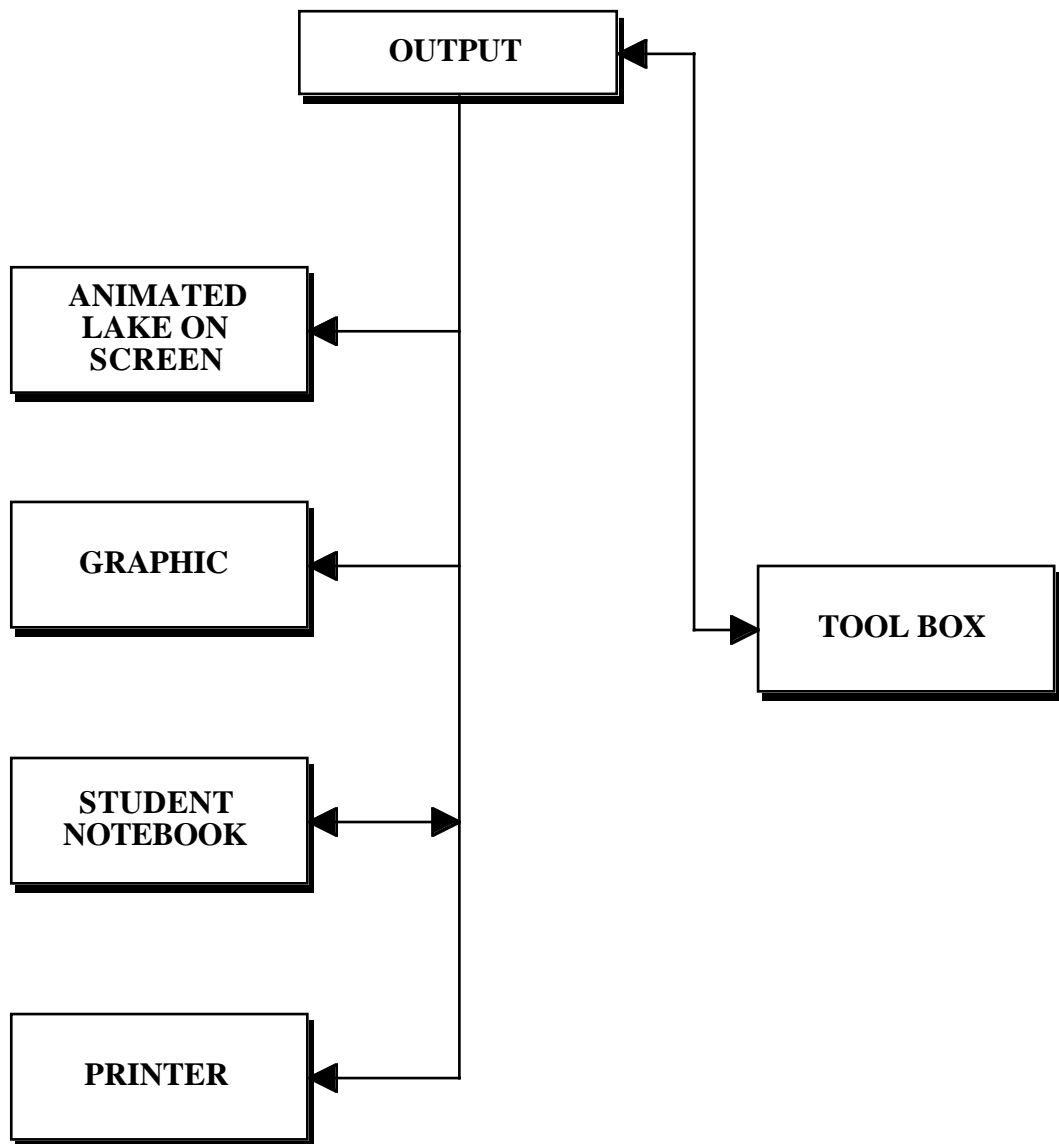 OUTPUT
ANIMATED
LAKE ON
SCREEN
GRAPHIC
TOOL BOX
STUDENT
NOTEBOOK
PRINTER